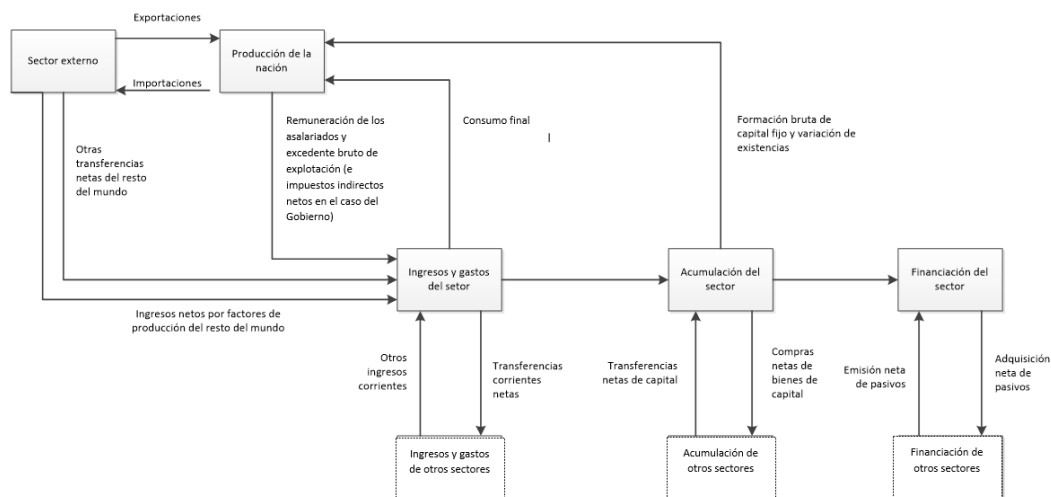 Exportaciones
Sector externo
Producción de la
nación
Importaciones
Otras
transferencias
netas del resto
del mundo
Remuneración de los
asalariados y
excedente bruto de
explotación (e
impuestos indirectos
netos en el caso del
Gobierno)
Consumo final
Formación bruta de
capital fijo y variación de
existencias
Ingresos y gastos
del setor
Acumulación del
sector
Financiación del
sector
Ingresos netos por factores de
producción del resto del mundo
Otros
ingresos
corrientes
Transferencias
corrientes
netas
Transferencias
netas de capital
Compras
netas de
bienes de
capital
Emisión neta
de pasivos
Adquisición
neta de
pasivos
Ingresos y gastos
de otros sectores
Acumulación de
otros sectores
Financiación de
otros sectores